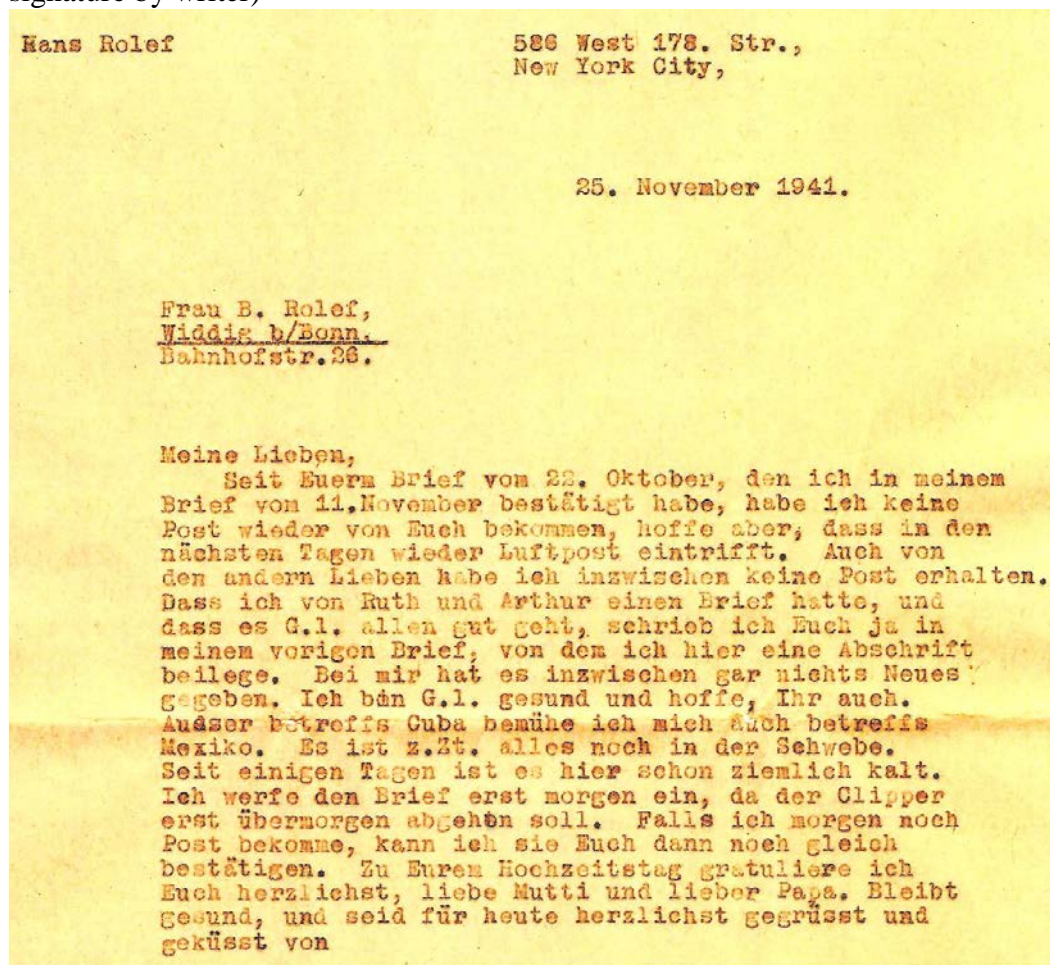 signature by writer)
Hans Rolef
586 West 178. Str.,
New York City,
25. November 1941.
Frau B. Rolef,
Widdig b/Bonn.
Bahnhofstr.26.
Meine Lieben,
Seit Euerm Brief vom 22. Oktober, den ich in meinem
Brief vom 11.November bestätigt habe, habe ich keine
Post wieder von Euch bekommen, hoffe aber, dass in den
nächsten Tagen wieder Luftpost eintrifft. Auch von
den andern Lieben habe ich inzwischen keine Post erhalten.
Dass ich von Ruth und Arthur einen Brief hatte, und
dass es G.l. allen gut geht, schrieb ich Euch ja in
meinem vorigen Brief, von dem ich hier eine Abschrift
beilege. Bei mir hat es inzwischen gar nichts Neues
gegeben. Ich bin G.l. gesund und hoffe, Ihr auch.
Ausser betreffs Cuba bemühe ich mich auch betreffs
Mexiko. Es ist z.Zt. alles noch in der Schwebe.
Seit einigen Tagen ist es hier schon ziemlich kalt.
Ich werfe den Brief erst morgen ein, da der Clipper
erst übermorgen abgehen soll. Falls ich morgen noch
Post bekomme, kann ich sie Euch dann noch gleich
bestätigen. Zu Eurem Hochzeitstag gratuliere ich
Euch herzlichst, liebe Mutti und lieber Papa. Bleibt
gesund, und seid für heute herzlichst gegrüsst und
geküsst von